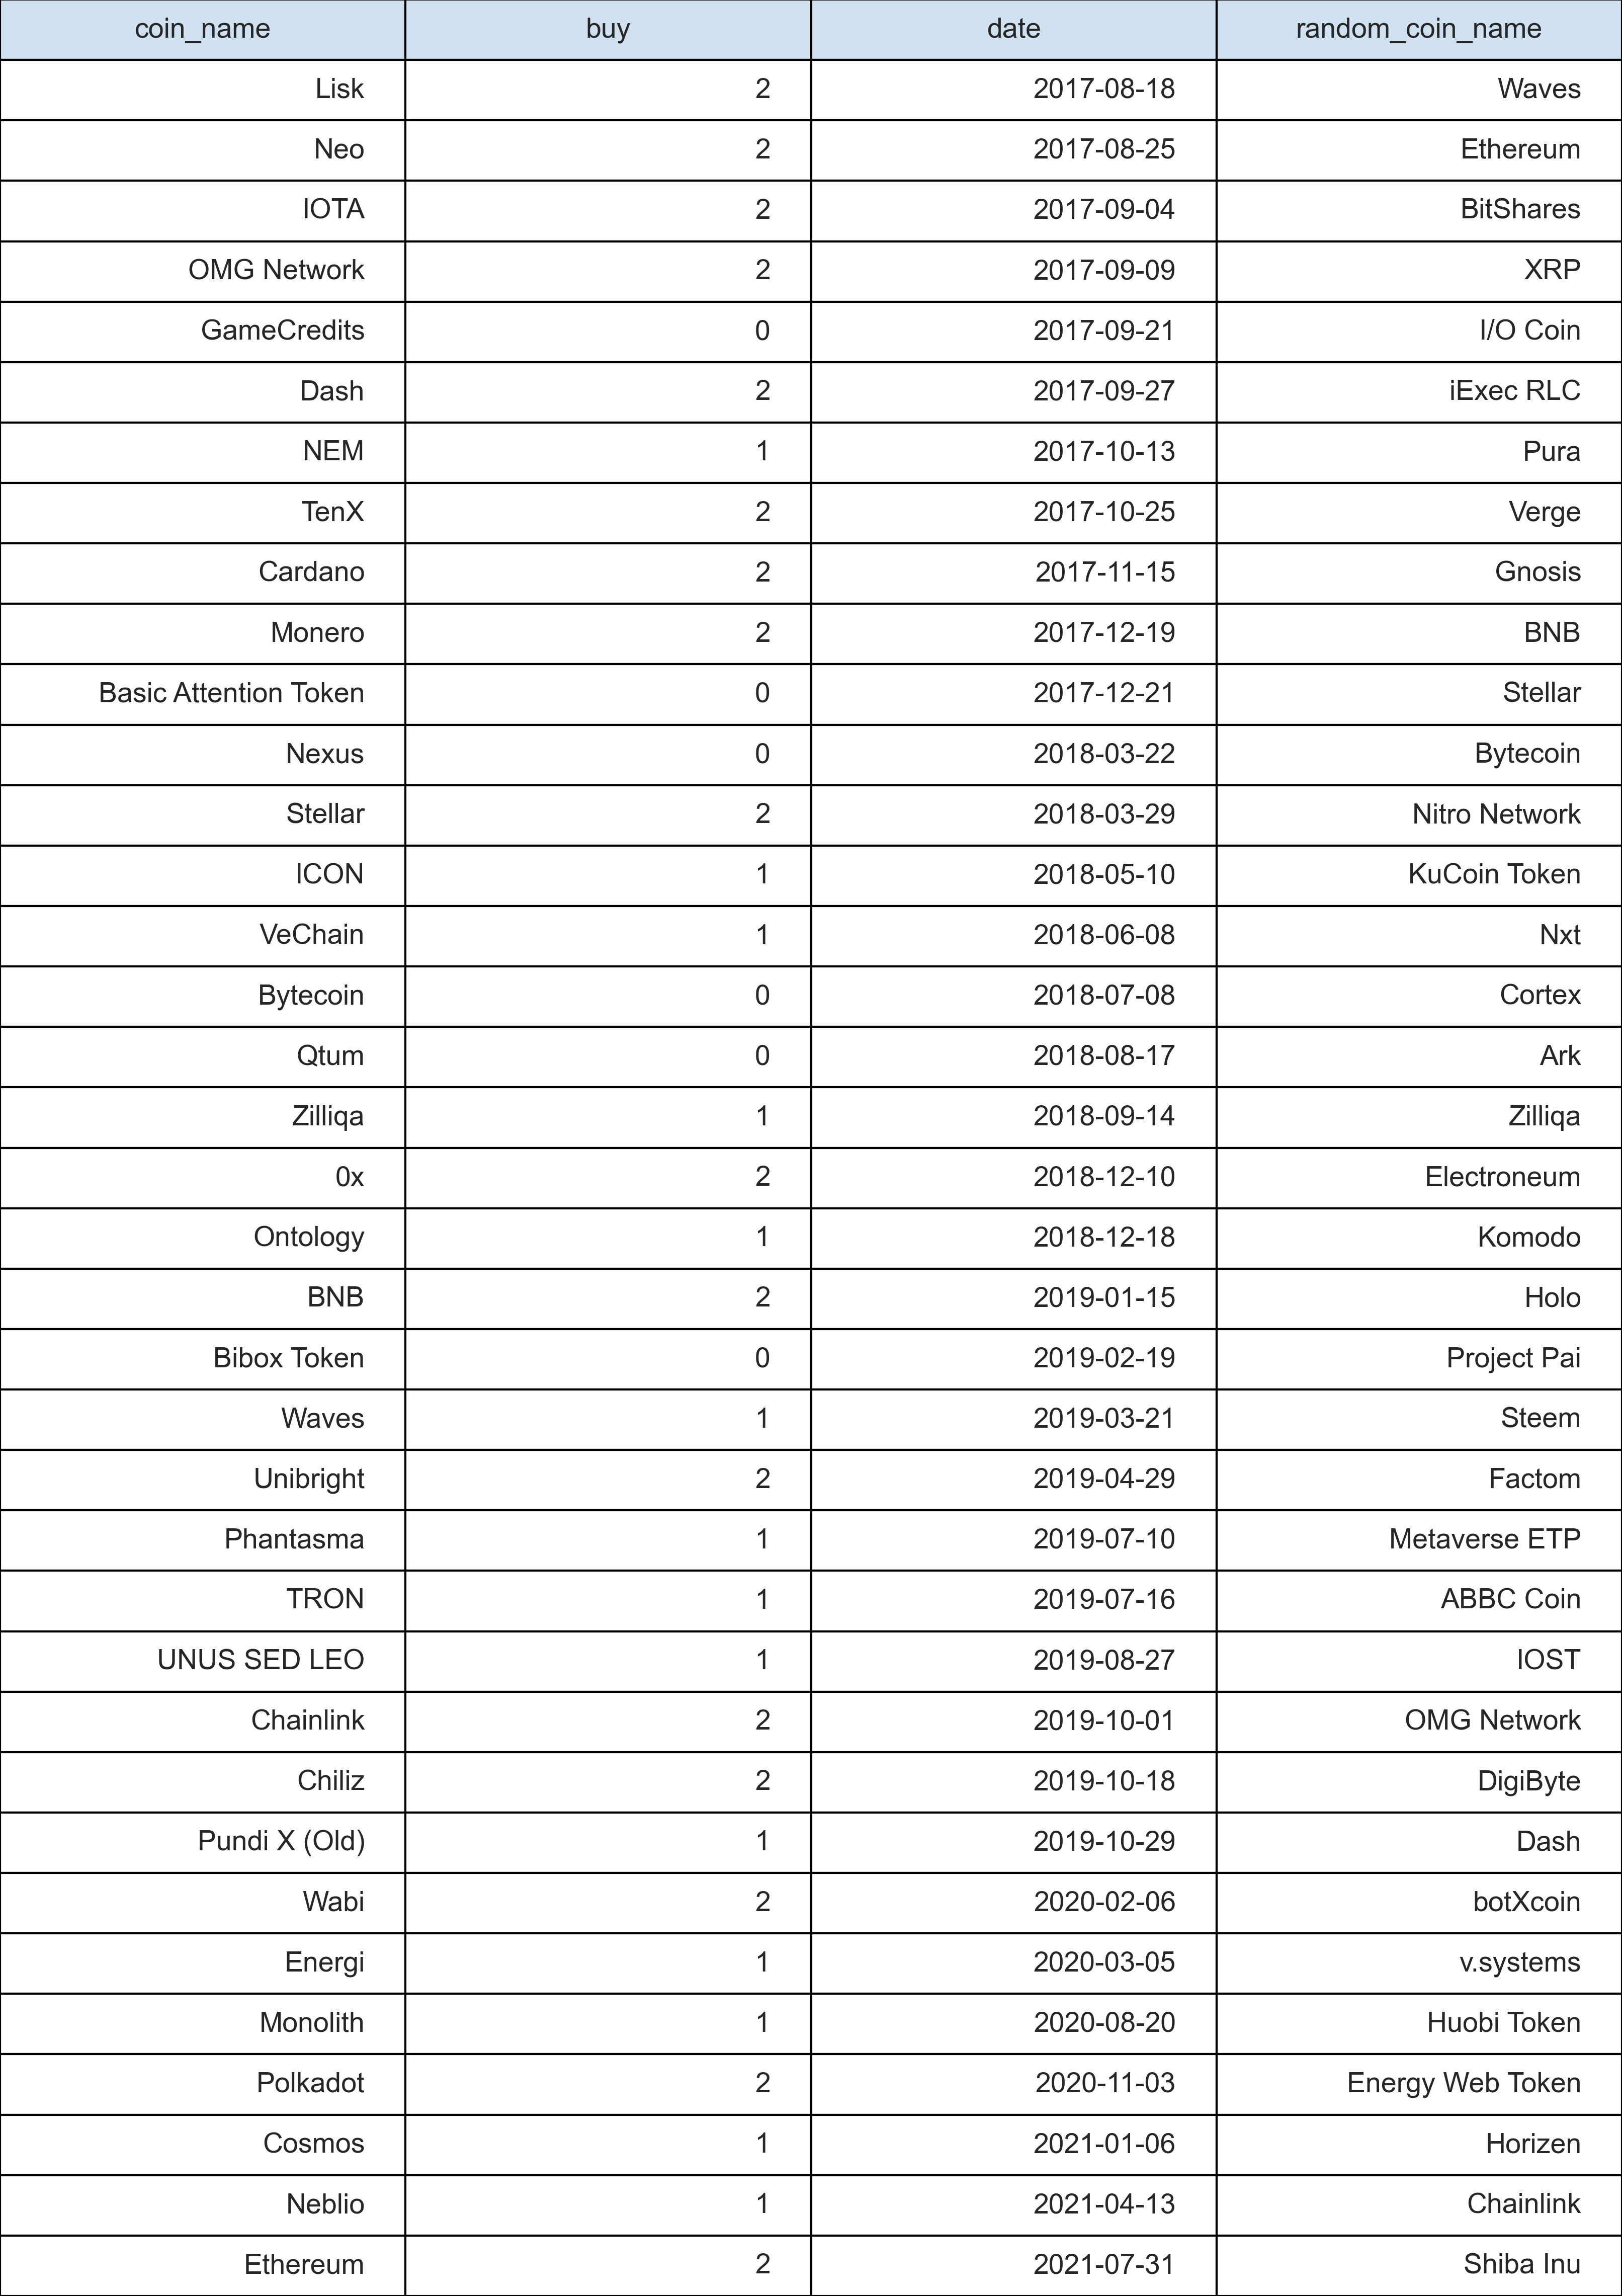 coin_name buy date random_coin_name
Lisk 2 2017-08-18 Waves
Neo 2 2017-08-25 Ethereum
IOTA 2 2017-09-04 BitShares
OMG Network 2 2017-09-09 XRP
GameCredits 0 2017-09-21 I/O Coin
Dash 2 2017-09-27 iExec RLC
NEM 1 2017-10-13 Pura
TenX 2 2017-10-25 Verge
Cardano 2 2017-11-15 Gnosis
Monero 2 2017-12-19 BNB
Basic Attention Token 0 2017-12-21 Stellar
Nexus 0 2018-03-22 Bytecoin
Stellar 2 2018-03-29 Nitro Network
ICON 1 2018-05-10 KuCoin Token
VeChain 1 2018-06-08 Nxt
Bytecoin 0 2018-07-08 Cortex
Qtum 0 2018-08-17 Ark
Zilliqa 1 2018-09-14 Zilliqa
0x 2 2018-12-10 Electroneum
Ontology 1 2018-12-18 Komodo
BNB 2 2019-01-15 Holo
Bibox Token 0 2019-02-19 Project Pai
Waves 1 2019-03-21 Steem
Unibright 2 2019-04-29 Factom
Phantasma 1 2019-07-10 Metaverse ETP
TRON 1 2019-07-16 ABBC Coin
UNUS SED LEO 1 2019-08-27 IOST
Chainlink 2 2019-10-01 OMG Network
Chiliz 2 2019-10-18 DigiByte
Pundi X (Old) 1 2019-10-29 Dash
Wabi 2 2020-02-06 botXcoin
Energi 1 2020-03-05 v.systems
Monolith 1 2020-08-20 Huobi Token
Polkadot 2 2020-11-03 Energy Web Token
Cosmos 1 2021-01-06 Horizen
Neblio 1 2021-04-13 Chainlink
Ethereum 2 2021-07-31 Shiba Inu